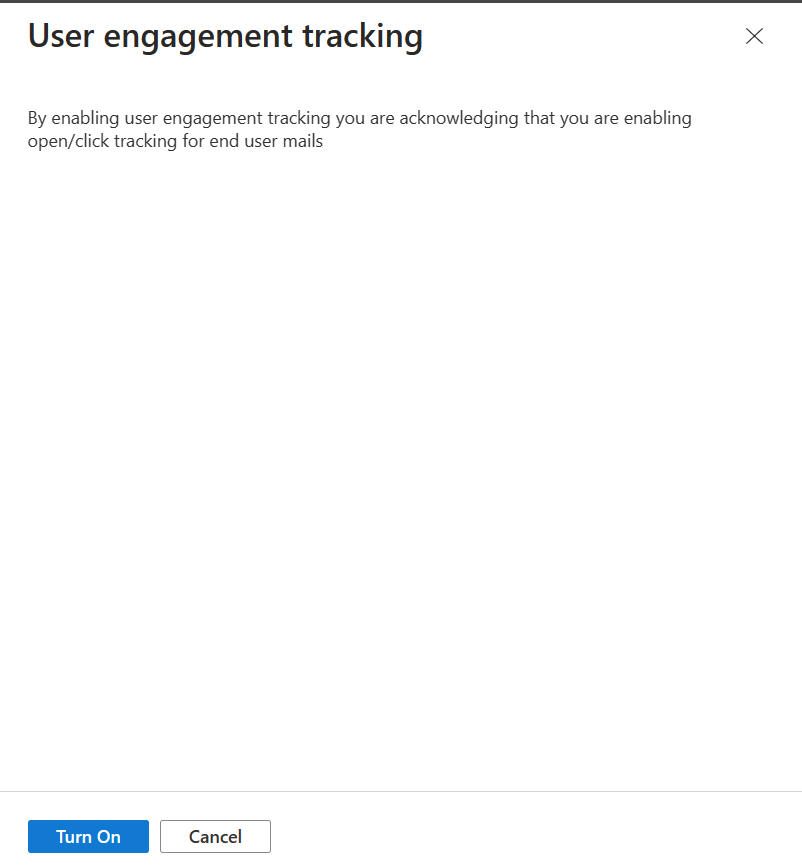 User engagement tracking
By enabling user engagement tracking you are acknowledging that you are enabling
open/click tracking for end user mails
Turn On
Cancel